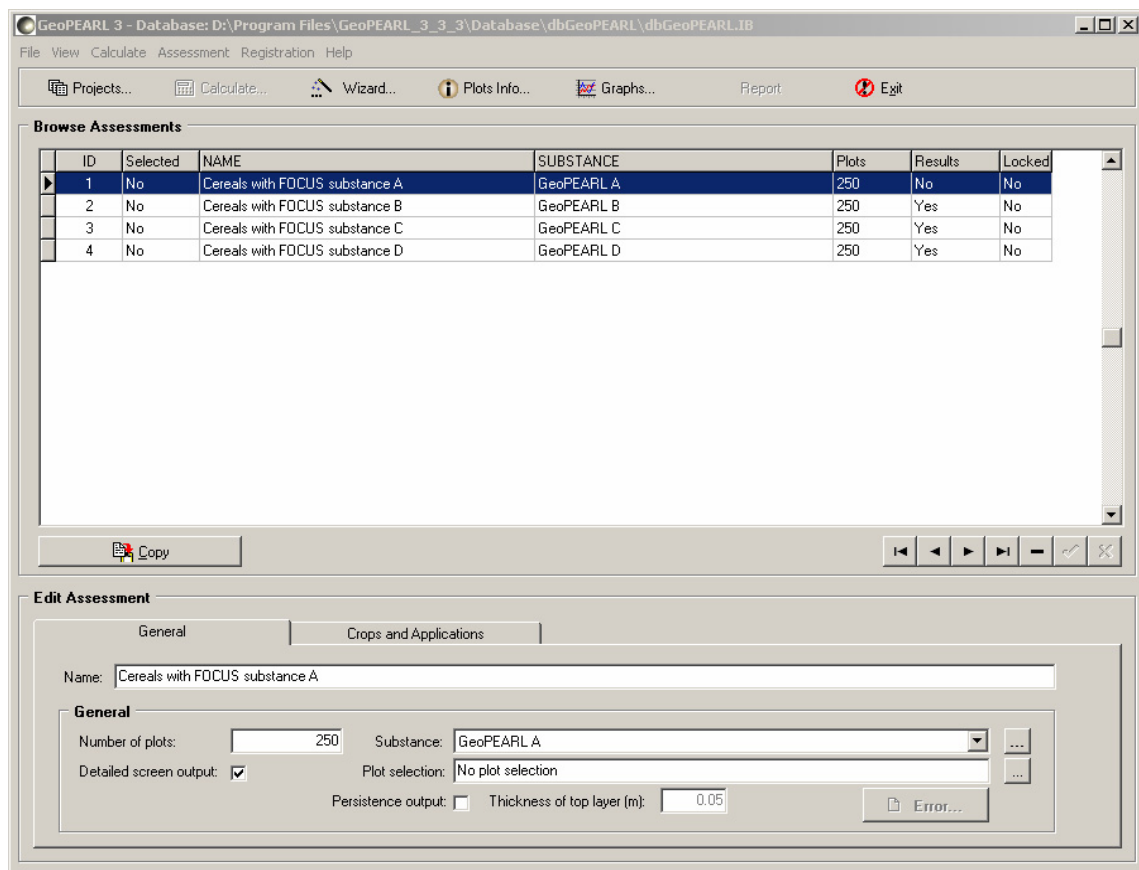 GeoPEARL 3 - Database: D:\Program Files\GeoPEARL_3_3_3\Database\dbGeoPEARL\dbGeoPEARL.IB
File View Calculate Assessment Registration Help
Projects... Calculate... Wizard... Plots Info... Graphs... Report Exit
Browse Assessments
ID Selected NAME SUBSTANCE Plots Results Locked
1 No Cereals with FOCUS substance A GeoPEARL A 250 No No
2 No Cereals with FOCUS substance B GeoPEARL B 250 Yes No
3 No Cereals with FOCUS substance C GeoPEARL C 250 Yes No
4 No Cereals with FOCUS substance D GeoPEARL D 250 Yes No
Copy
Edit Assessment
General Crops and Applications
Name: Cereals with FOCUS substance A
General
Number of plots: 250 Substance: GeoPEARL A ...
Detailed screen output: Plot selection: No plot selection ...
Persistence output: Thickness of top layer (m): 0.05 Error...